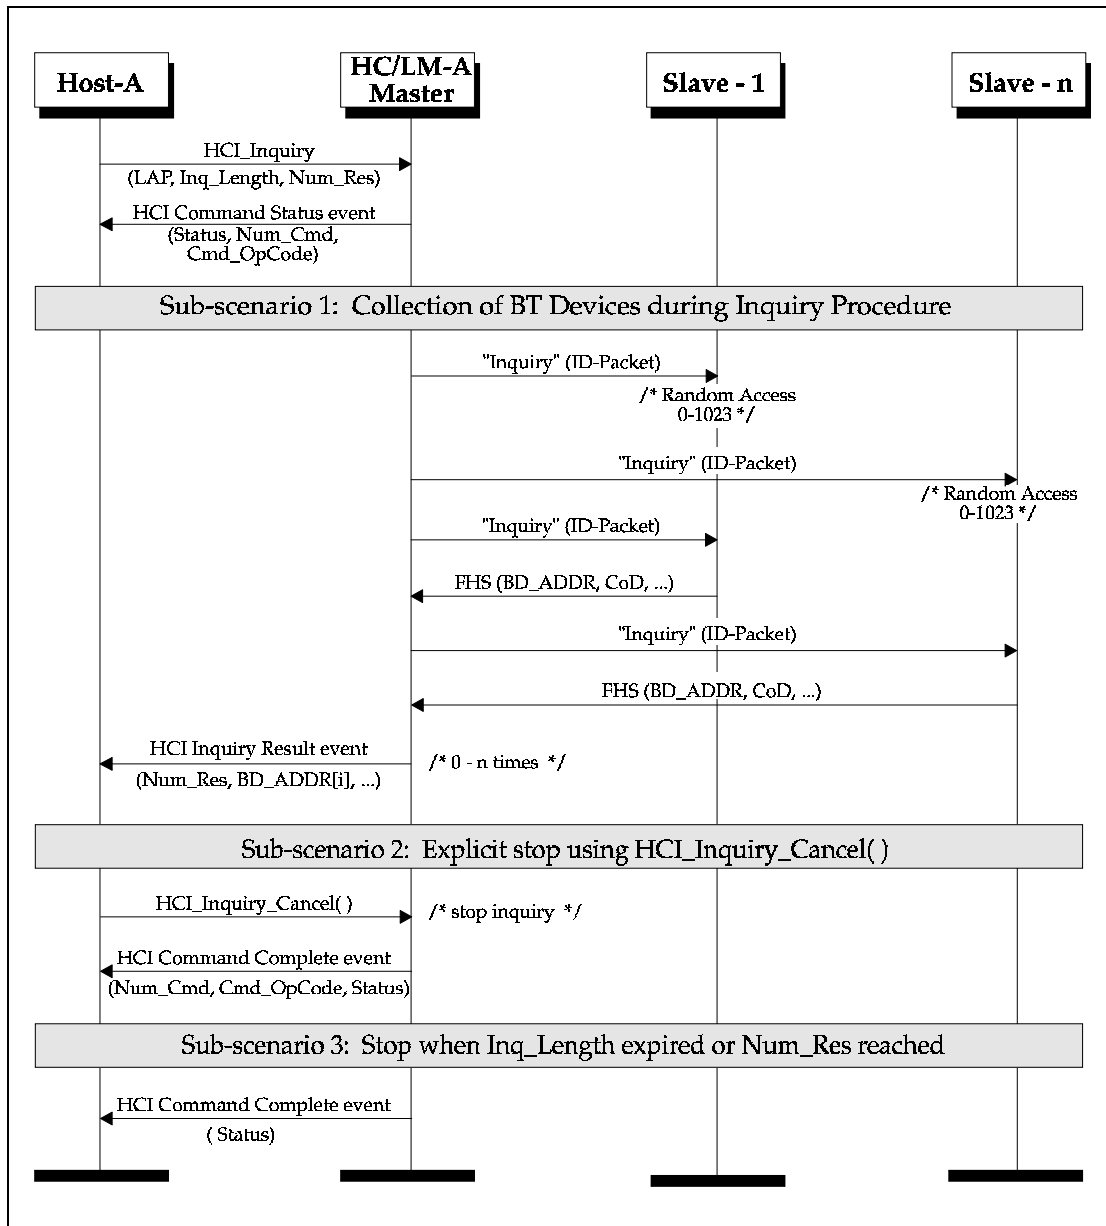 Host-A
HC/LM-A
Master
Slave - 1
Slave - n
HCI_Inquiry
(LAP, Inq_Length, Num_Res)
HCI Command Status event
(Status, Num_Cmd,
Cmd_OpCode)
Sub-scenario 1:  Collection of BT Devices during Inquiry Procedure
"Inquiry" (ID-Packet)
/* Random Access
0-1023 */
"Inquiry" (ID-Packet)
/* Random Access
0-1023 */
"Inquiry" (ID-Packet)
FHS (BD_ADDR, CoD, ...)
"Inquiry" (ID-Packet)
FHS (BD_ADDR, CoD, ...)
HCI Inquiry Result event
(Num_Res, BD_ADDR[i], ...)
/* 0 - n times  */
Sub-scenario 2:  Explicit stop using HCI_Inquiry_Cancel( )
HCI_Inquiry_Cancel( )
/* stop inquiry  */
HCI Command Complete event
(Num_Cmd, Cmd_OpCode, Status)
Sub-scenario 3:  Stop when Inq_Length expired or Num_Res reached
HCI Command Complete event
( Status)